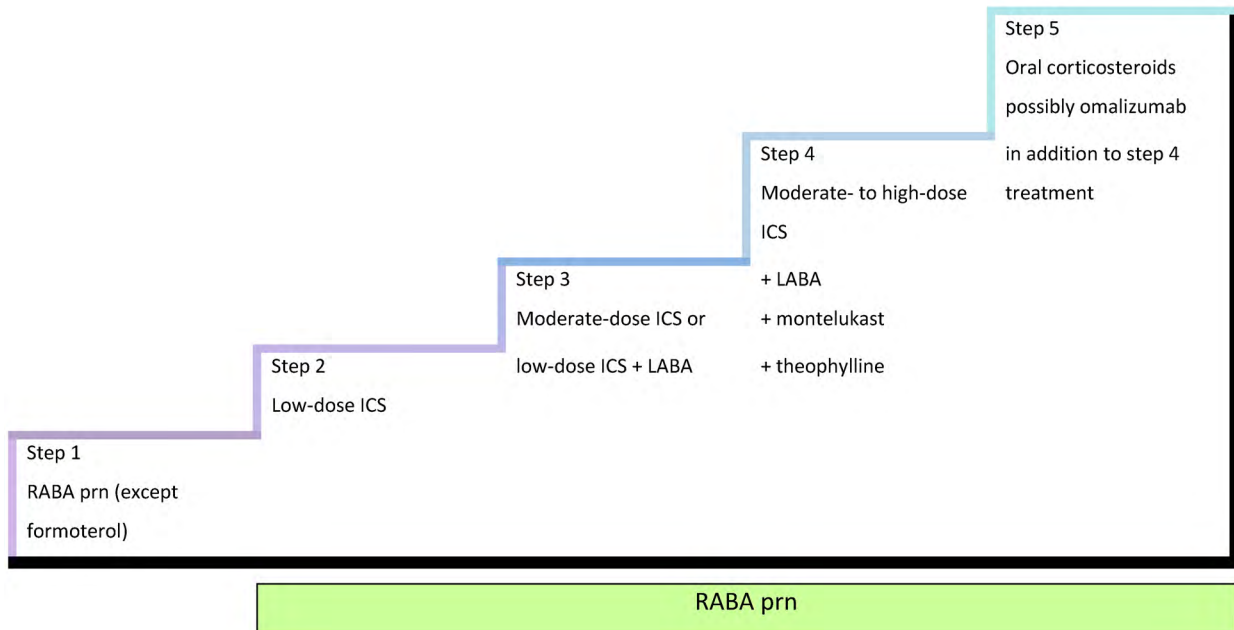 Step 1
RABA prn (except
formoterol)
Step 2
Low-dose ICS
Step 3
Moderate-dose ICS or
low-dose ICS + LABA
Step 4
Moderate- to high-dose
ICS
+ LABA
+ montelukast
+ theophylline
Step 5
Oral corticosteroids
possibly omalizumab
in addition to step 4
treatment
RABA prn